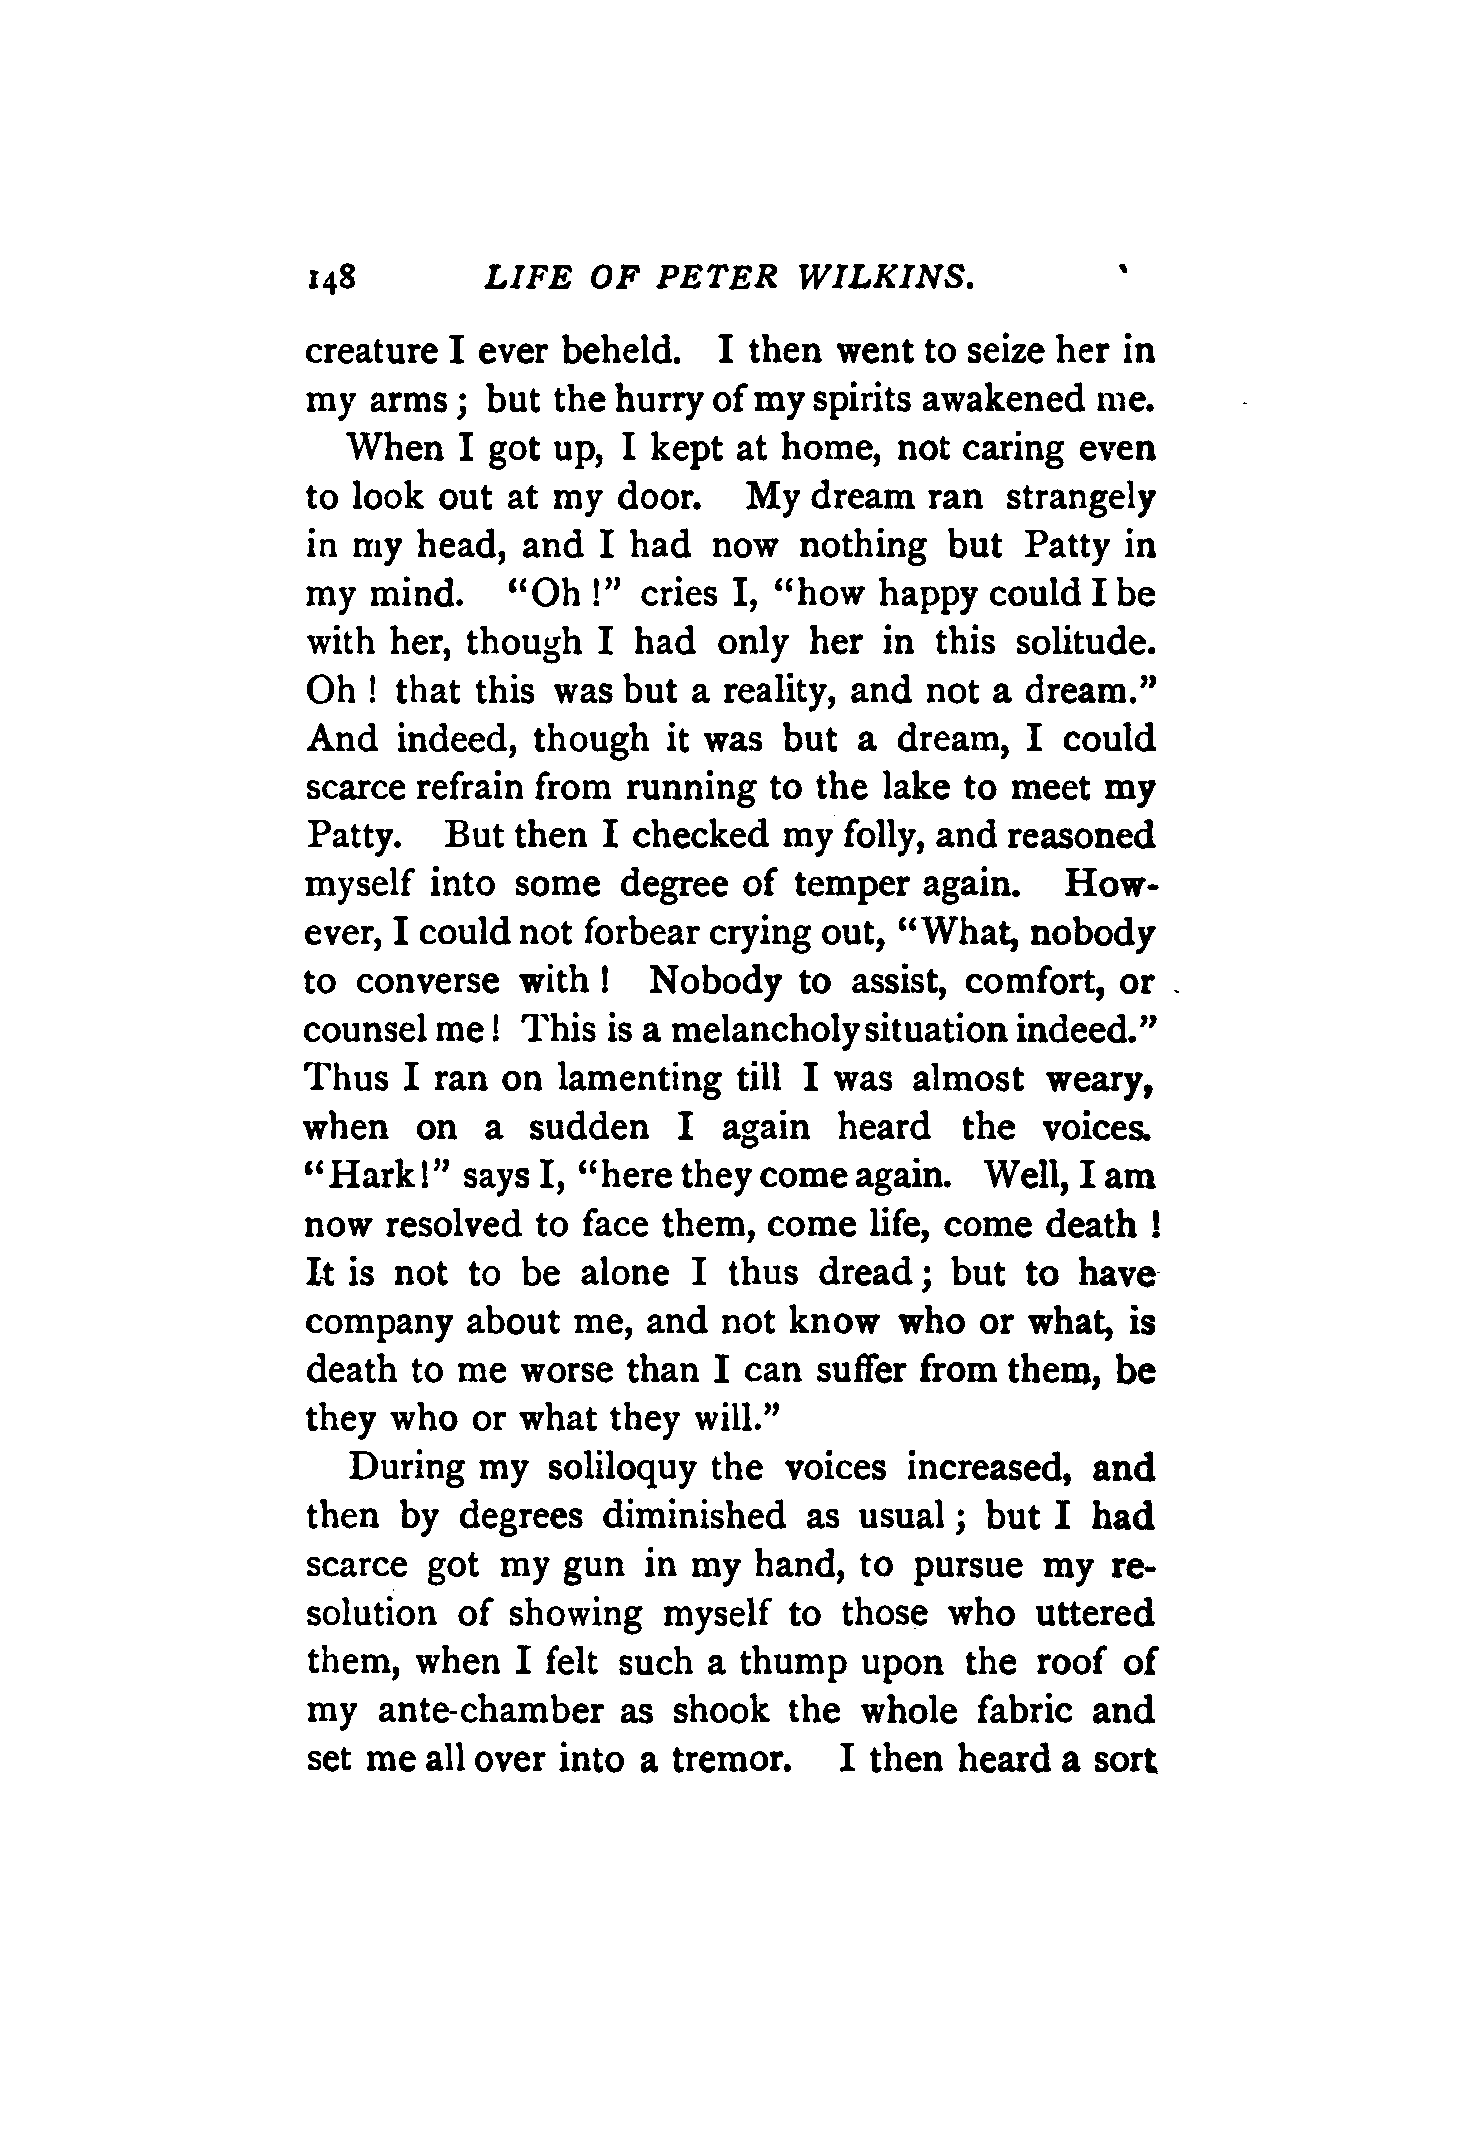 148 LIFE OF PETER WILKINS.
creature I ever beheld. I then went to seize her in
my arms; but the hurry of my spirits awakened me.
When I got up, I kept at home, not caring even
to look out at my door. My dream ran strangely
in my head, and I had now nothing but Patty in
my mind. "Oh!" cries I, "how happy could I be
with her, though I had only her in this solitude.
Oh! that this was but a reality, and not a dream."
And indeed, though it was but a dream, I could
scarce refrain from running to the lake to meet my
Patty. But then I checked my folly, and reasoned
myself into some degree of temper again. How-
ever, I could not forbear crying out, "What, nobody
to converse with! Nobody to assist, comfort, or
counsel me! This is a melancholy situation indeed."
Thus I ran on lamenting till I was almost weary,
when on a sudden I again heard the voices.
"Hark!" says I, "here they come again. Well, I am
now resolved to face them, come life, come death!
It is not to be alone I thus dread; but to have
company about me, and not know who or what, is
death to me worse than I can suffer from them, be
they who or what they will."
During my soliloquy the voices increased, and
then by degrees diminished as usual; but I had
scarce got my gun in my hand, to pursue my re-
solution of showing myself to those who uttered
them, when I felt such a thump upon the roof of
my ante-chamber as shook the whole fabric and
set me all over into a tremor. I then heard a sort